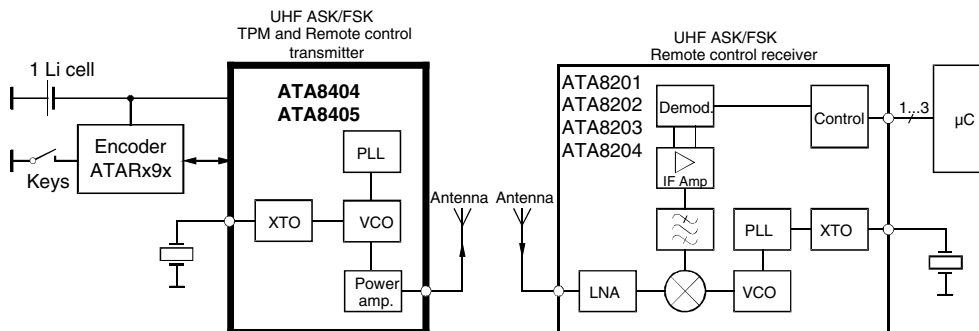 UHF ASK/FSK
TPM and Remote control
transmitter
1 Li cell
ATA8404
ATA8405
Encoder
ATARx9x
Keys
PLL
XTO
VCO
Power
amp.
Antenna
UHF ASK/FSK
Remote control receiver
Antenna
ATA8201
ATA8202
ATA8203
ATA8204
Demod.
Control
1...3
µC
IF Amp
PLL
XTO
LNA
VCO